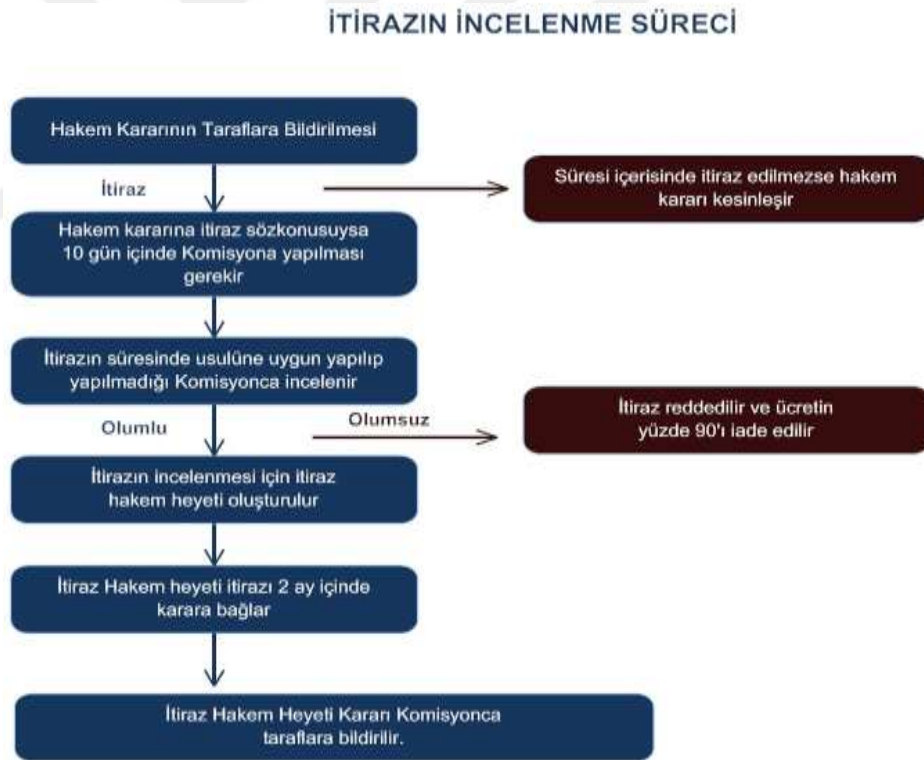 İTİRAZIN İNCELENME SÜRECİ
Hakem Kararının Taraflara Bildirilmesi
İtiraz
Süresi içerisinde itiraz edilmezse hakem
kararı kesinleşir
Hakem kararına itiraz sözkonusuysa
10 gün içinde Komisyona yapılması
gerekir
İtirazın süresinde usulüne uygun yapılıp
yapılmadığı Komisyonca incelenir
Olumlu
Olumsuz
İtiraz reddedilir ve ücretin
yüzde 90'ı iade edilir
İtirazın incelenmesi için itiraz
hakem heyeti oluşturulur
İtiraz Hakem heyeti itirazı 2 ay içinde
karara bağlar
İtiraz Hakem Heyeti Kararı Komisyonca
taraflara bildirilir.